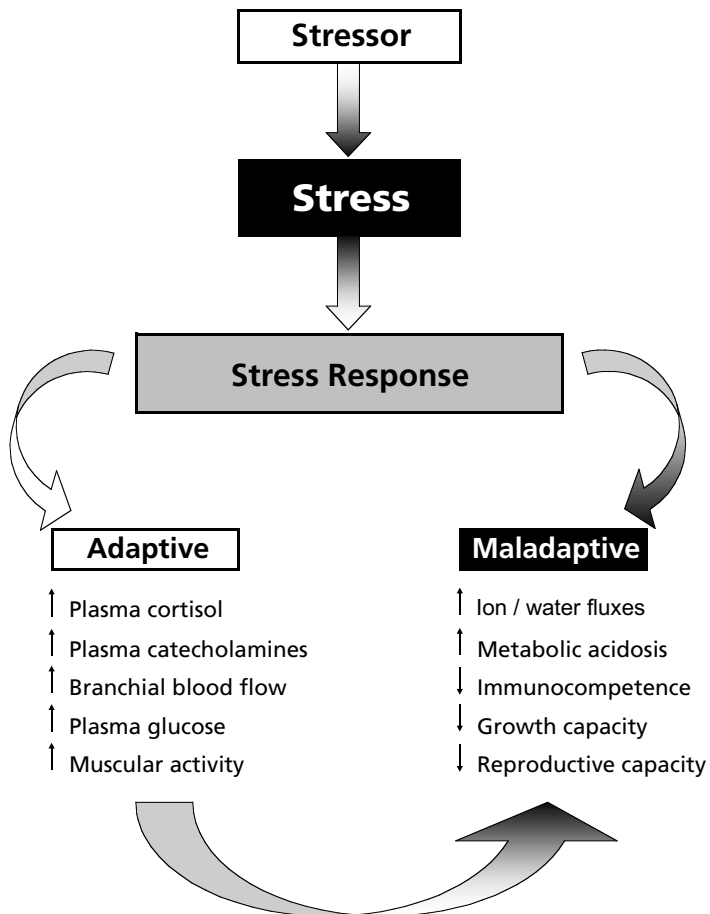 Stressor
Stress
Stress Response
Adaptive
↑ Plasma cortisol
↑ Plasma catecholamines
↑ Branchial blood flow
↑ Plasma glucose
↑ Muscular activity
Maladaptive
↑ Ion / water fluxes
↑ Metabolic acidosis
↓ Immunocompetence
↓ Growth capacity
↓ Reproductive capacity